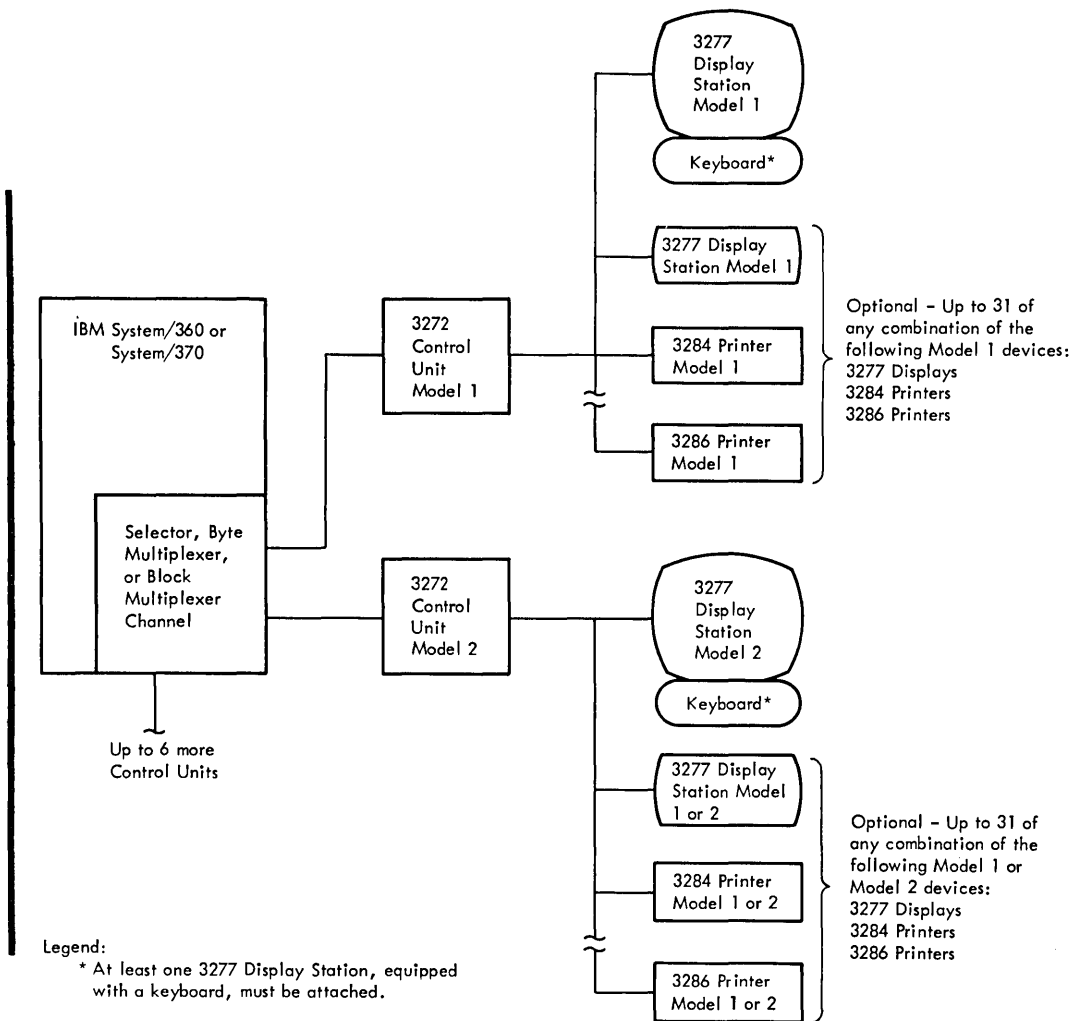 3277
Display
Station
Model 1
Keyboard*
3277 Display
Station Model 1
3284 Printer
Model 1
3286 Printer
Model 1
Optional - Up to 31 of
any combination of the
following Model 1 devices:
3277 Displays
3284 Printers
3286 Printers
IBM System/360 or
System/370
3272
Control
Unit
Model 1
Selector, Byte
Multiplexer,
or Block
Multiplexer
Channel
3272
Control
Unit
Model 2
Up to 6 more
Control Units
3277
Display
Station
Model 2
Keyboard*
3277 Display
Station Model
1 or 2
3284 Printer
Model 1 or 2
3286 Printer
Model 1 or 2
Optional - Up to 31 of
any combination of the
following Model 1 or
Model 2 devices:
3277 Displays
3284 Printers
3286 Printers
Legend:
* At least one 3277 Display Station, equipped
with a keyboard, must be attached.